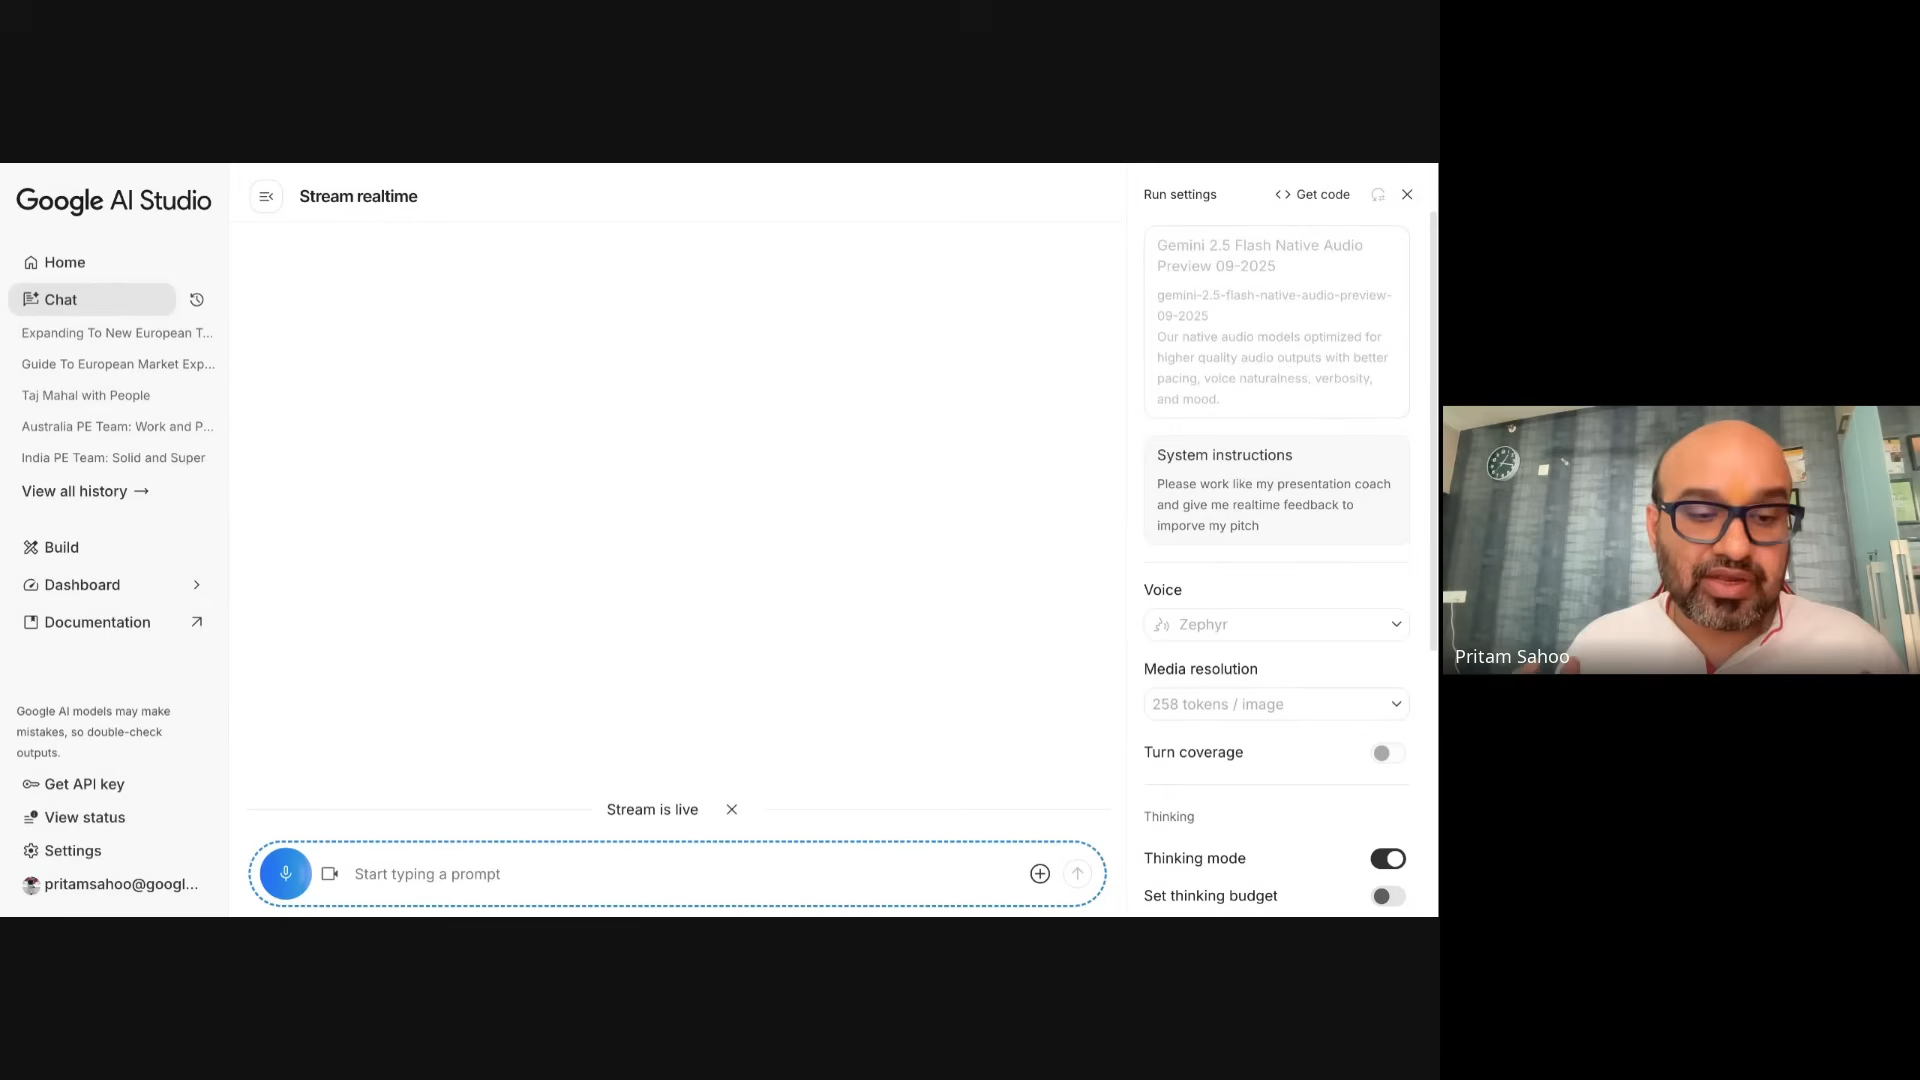 Google AI Studio
Home
Chat
Expanding To New European T...
Guide To European Market Exp...
Taj Mahal with People
Australia PE Team: Work and P...
India PE Team: Solid and Super
View all history →
Build
Dashboard
Documentation
Google AI models may make
mistakes, so double-check
outputs.
Get API key
View status
Settings
pritamsahoo@googl...
Stream realtime
Stream is live
Start typing a prompt
Run settings
Get code
Gemini 2.5 Flash Native Audio
Preview 09-2025
gemini-2.5-flash-native-audio-preview-
09-2025
Our native audio models optimized for
higher quality audio outputs with better
pacing, voice naturalness, verbosity,
and mood.
System instructions
Please work like my presentation coach
and give me realtime feedback to
imporve my pitch
Voice
Zephyr
Media resolution
258 tokens / image
Turn coverage
Thinking
Thinking mode
Set thinking budget
Pritam Sahoo